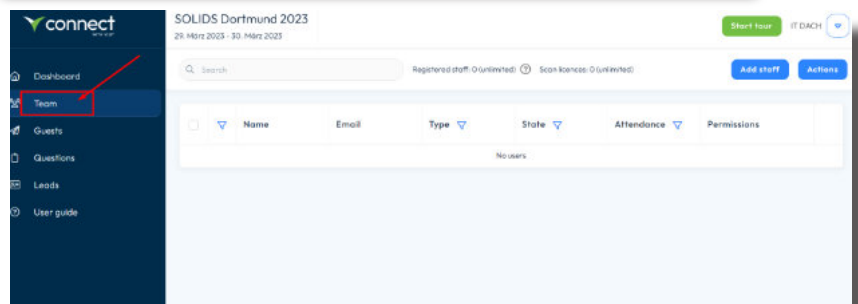 connect
SOLIDS Dortmund 2023
29. März 2023 - 30. März 2023
Start tour
IT DACH
Search
Registered staff: 0 (unlimited)
Scan licences: 0 (unlimited)
Add staff
Actions
Dashboard
Team
Guests
Questions
Leads
User guide
Name
Email
Type
State
Attendance
Permissions
No users